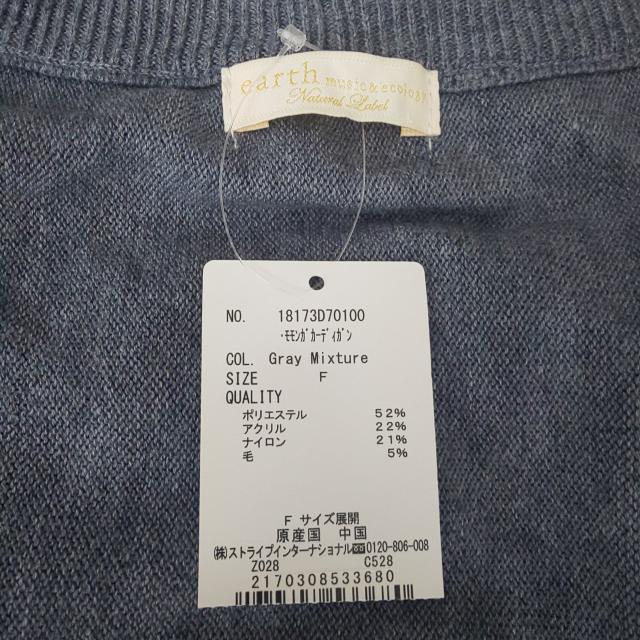 earth music&ecology
Natural Label
NO. 18173D70100
･ﾓﾓﾝｶﾞｶｰﾃﾞｨｶﾞﾝ
COL. Gray Mixture
SIZE F
QUALITY
ポリエステル 52%
アクリル 22%
ナイロン 21%
毛 5%
F サイズ展開
原産国 中国
(株)ストライプインターナショナル☎0120-806-008
Z028 C528
2170308533680